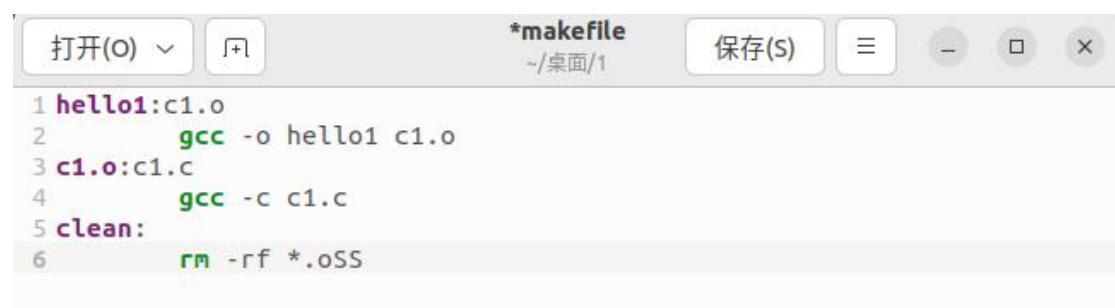 打开(O)
*makefile
~/桌面/1
保存(S)
1 hello1:c1.o
2 gcc -o hello1 c1.o
3 c1.o:c1.c
4 gcc -c c1.c
5 clean:
6 rm -rf *.oSS